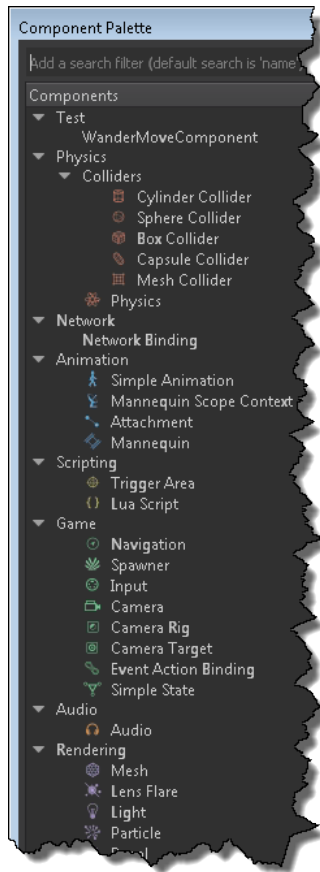 Component Palette
Add a search filter (default search is 'name'
Components
Test
WanderMoveComponent
Physics
Colliders
Cylinder Collider
Sphere Collider
Box Collider
Capsule Collider
Mesh Collider
Physics
Network
Network Binding
Animation
Simple Animation
Mannequin Scope Context
Attachment
Mannequin
Scripting
Trigger Area
Lua Script
Game
Navigation
Spawner
Input
Camera
Camera Rig
Camera Target
Event Action Binding
Simple State
Audio
Audio
Rendering
Mesh
Lens Flare
Light
Particle